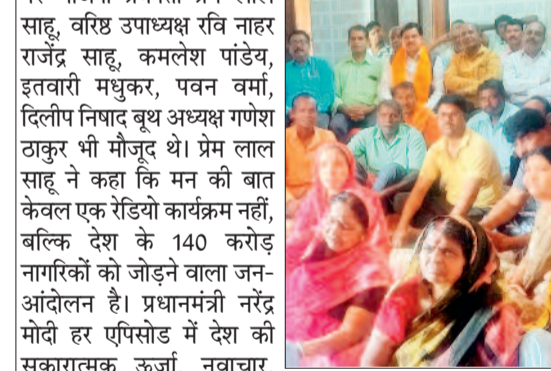 साहू, वरिष्ठ उपाध्यक्ष रवि नाहर
राजेंद्र साहू, कमलेश पांडेय,
इतवारी मधुकर, पवन वर्मा,
दिलीप निषाद बूथ अध्यक्ष गणेश
ठाकुर भी मौजूद थे। प्रेम लाल
साहू ने कहा कि मन की बात
केवल एक रेडियो कार्यक्रम नहीं,
बल्कि देश के 140 करोड़
नागरिकों को जोड़ने वाला जन-
आंदोलन है। प्रधानमंत्री नरेंद्र
मोदी हर एपिसोड में देश की
सकारात्मक ऊर्जा, नवाचार,